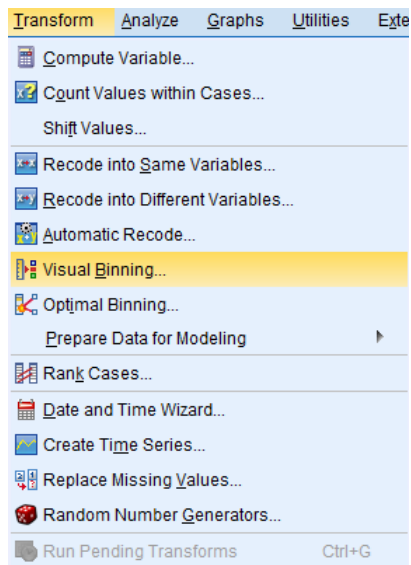 Transform Analyze Graphs Utilities Exte
Compute Variable...
Count Values within Cases...
Shift Values...
Recode into Same Variables...
Recode into Different Variables...
Automatic Recode...
Visual Binning...
Optimal Binning...
Prepare Data for Modeling
Rank Cases...
Date and Time Wizard...
Create Time Series...
Replace Missing Values...
Random Number Generators...
Run Pending Transforms Ctrl+G